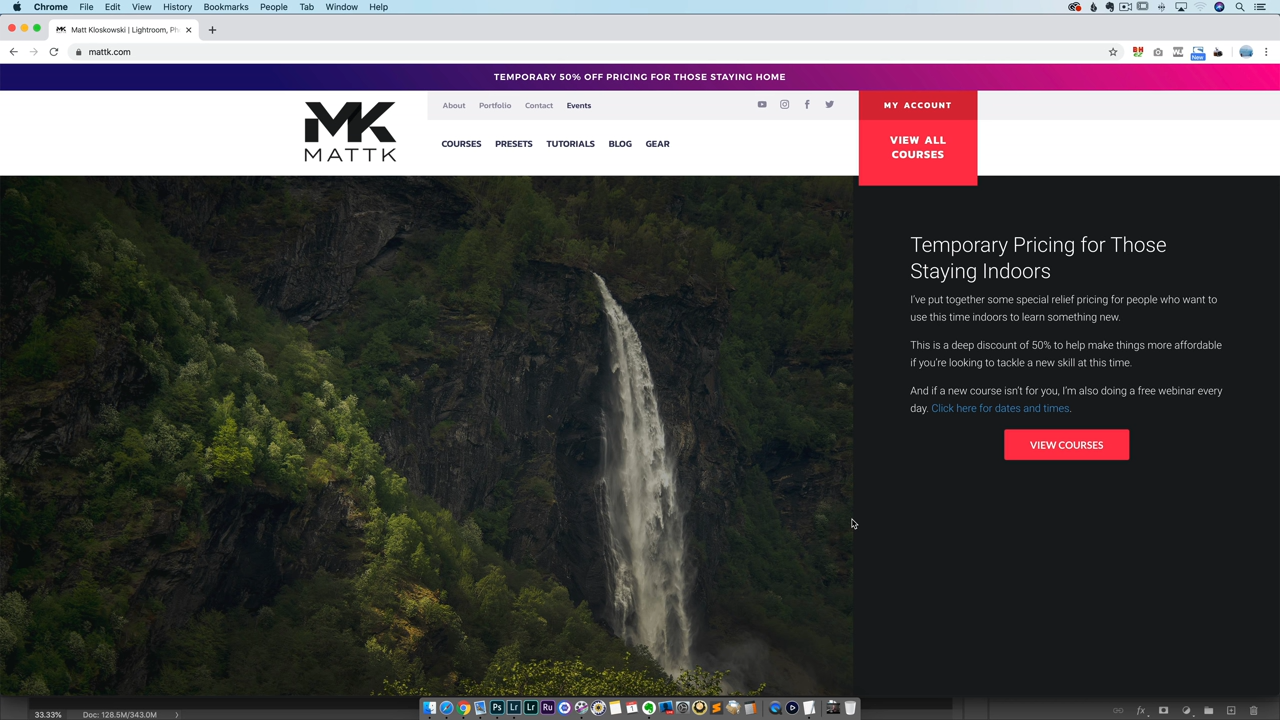 Chrome File Edit View History Bookmarks People Tab Window Help
Matt Kloskowski | Lightroom, Ph
mattk.com
New
TEMPORARY 50% OFF PRICING FOR THOSE STAYING HOME
About Portfolio Contact Events
MY ACCOUNT
MK
MATTK
COURSES PRESETS TUTORIALS BLOG GEAR
VIEW ALL
COURSES
Temporary Pricing for Those
Staying Indoors
I've put together some special relief pricing for people who want to
use this time indoors to learn something new.
This is a deep discount of 50% to help make things more affordable
if you're looking to tackle a new skill at this time.
And if a new course isn't for you, I'm also doing a free webinar every
day. Click here for dates and times.
VIEW COURSES
Ps Lr Lr Ru
33.33% Doc: 128.5M/343.0M
fx